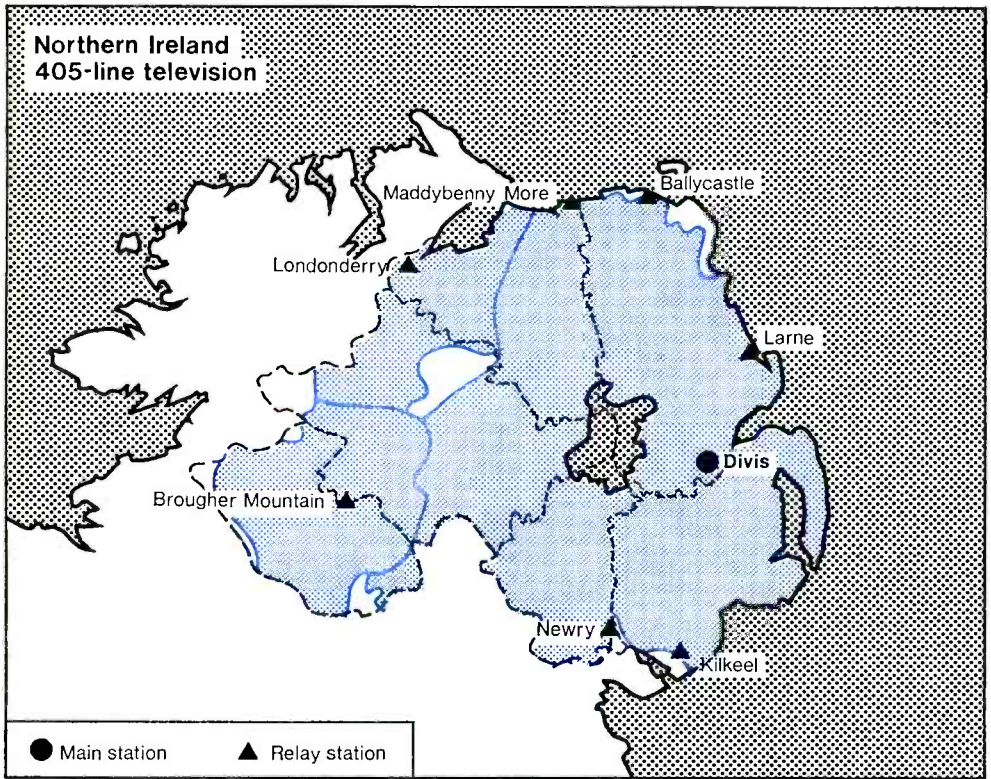 Northern Ireland
405-line television
Maddybenny More
Ballycastle
Londonderry
Larne
Divis
Brougher Mountain
Newry
Kilkeel
Main station
Relay station